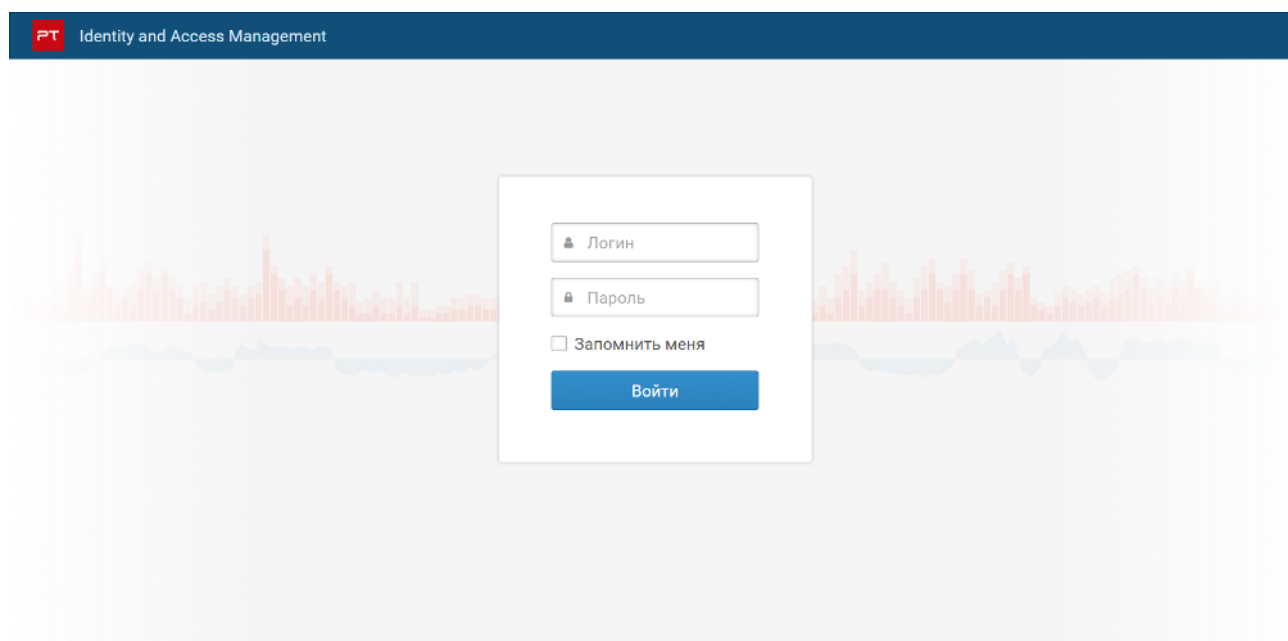 PT Identity and Access Management
Логин
Пароль
Запомнить меня
Войти